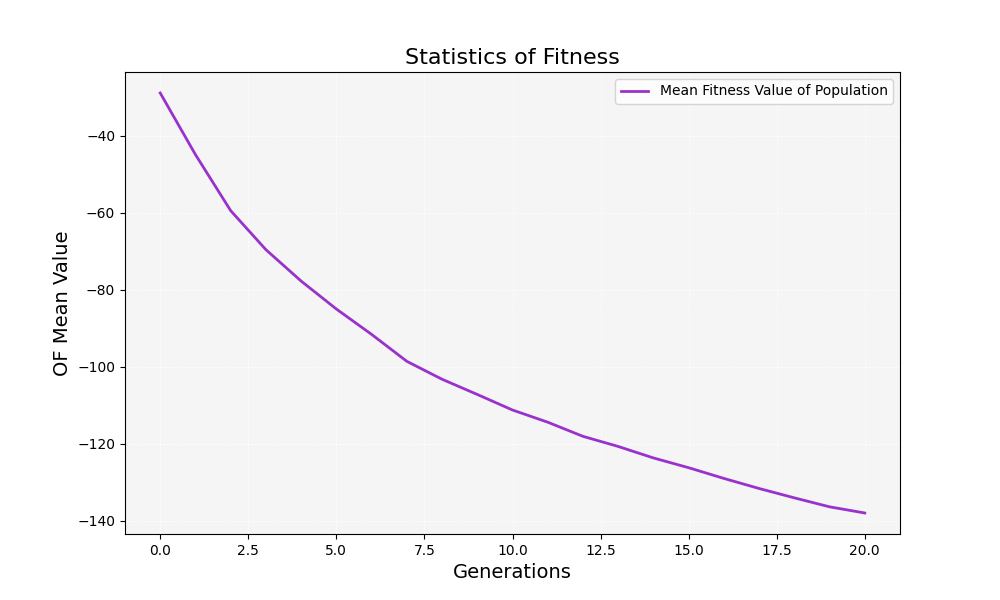 Statistics of Fitness
Mean Fitness Value of Population
OF Mean Value
−40
−60
−80
−100
−120
−140
0.0 2.5 5.0 7.5 10.0 12.5 15.0 17.5 20.0
Generations